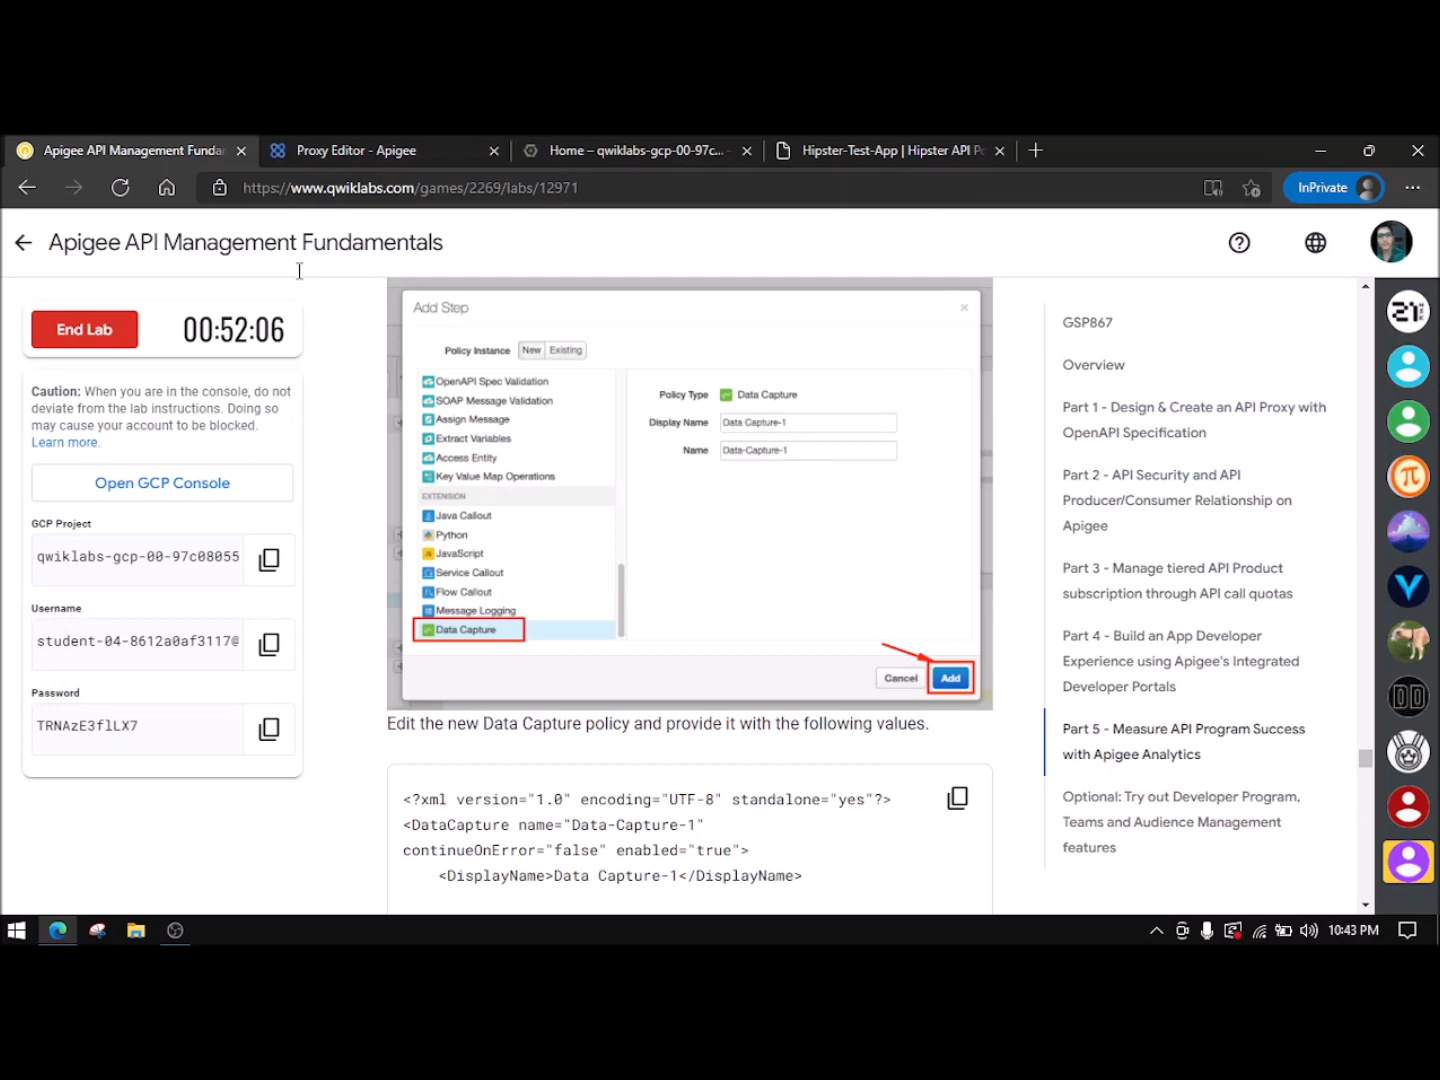 Apigee API Management Funda
Proxy Editor - Apigee
Home – qwiklabs-gcp-00-97c...
Hipster-Test-App | Hipster API Po
https://www.qwiklabs.com/games/2269/labs/12971
InPrivate
Apigee API Management Fundamentals
End Lab
00:52:06
Caution: When you are in the console, do not
deviate from the lab instructions. Doing so
may cause your account to be blocked.
Learn more.
Open GCP Console
GCP Project
qwiklabs-gcp-00-97c08055
Username
student-04-8612a0af3117@
Password
TRNAzE3flLX7
Add Step
Policy Instance New Existing
OpenAPI Spec Validation
SOAP Message Validation
Assign Message
Extract Variables
Access Entity
Key Value Map Operations
EXTENSION
Java Callout
Python
JavaScript
Service Callout
Flow Callout
Message Logging
Data Capture
Policy Type Data Capture
Display Name Data Capture-1
Name Data-Capture-1
Cancel Add
Edit the new Data Capture policy and provide it with the following values.
<?xml version="1.0" encoding="UTF-8" standalone="yes"?>
<DataCapture name="Data-Capture-1"
continueOnError="false" enabled="true">
<DisplayName>Data Capture-1</DisplayName>
GSP867
Overview
Part 1 - Design & Create an API Proxy with
OpenAPI Specification
Part 2 - API Security and API
Producer/Consumer Relationship on
Apigee
Part 3 - Manage tiered API Product
subscription through API call quotas
Part 4 - Build an App Developer
Experience using Apigee's Integrated
Developer Portals
Part 5 - Measure API Program Success
with Apigee Analytics
Optional: Try out Developer Program,
Teams and Audience Management
features
10:43 PM